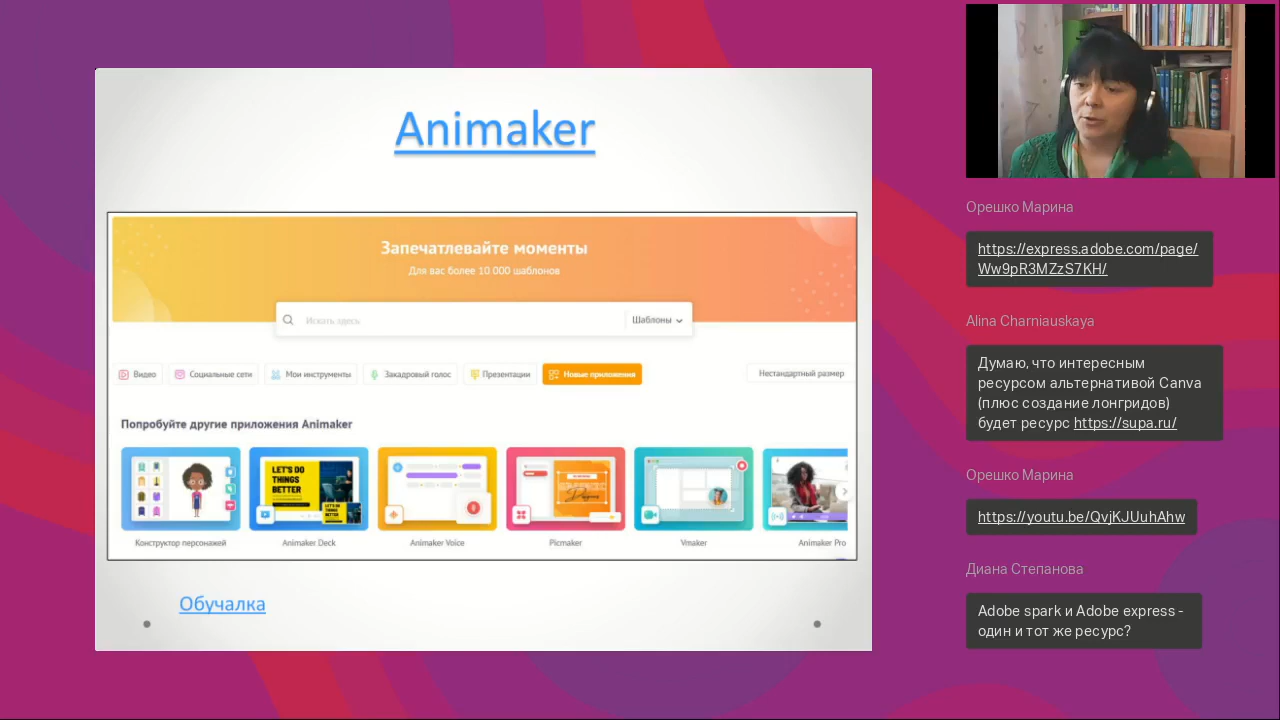 Animaker
Запечатлевайте моменты
Для вас более 10 000 шаблонов
Искать здесь
Шаблоны
Видео
Социальные сети
Мои инструменты
Закадровый голос
Презентации
Новые приложения
Нестандартный размер
Попробуйте другие приложения Animaker
LET'S DO
THINGS
BETTER
Конструктор персонажей
Animaker Deck
Animaker Voice
Picmaker
Vmaker
Animaker Pro
Обучалка
Орешко Марина
https://express.adobe.com/page/
Ww9pR3MZzS7KH/
Alina Charniauskaya
Думаю, что интересным
ресурсом альтернативой Canva
(плюс создание лонгридов)
будет ресурс https://supa.ru/
Орешко Марина
https://youtu.be/QvjKJUuhAhw
Диана Степанова
Adobe spark и Adobe express -
один и тот же ресурс?